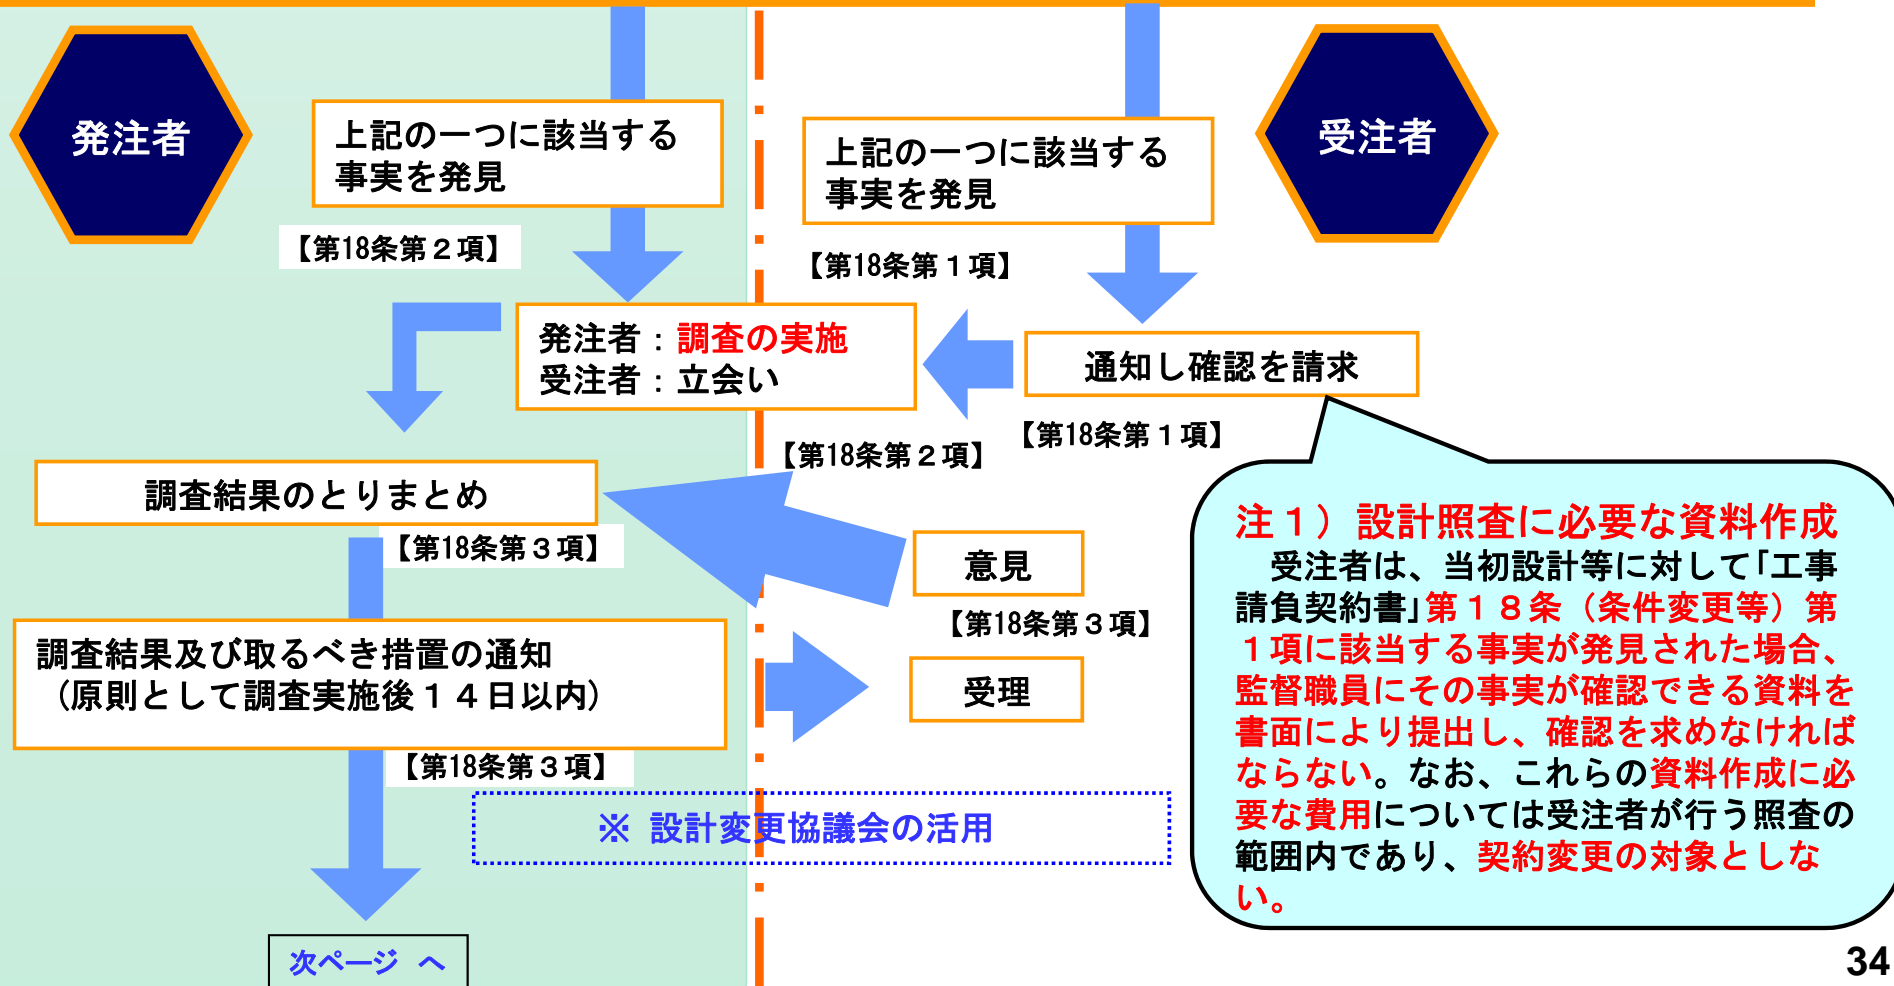 発注者
受注者
上記の一つに該当する
事実を発見
上記の一つに該当する
事実を発見
【第18条第２項】
【第18条第１項】
発注者：調査の実施
受注者：立会い
通知し確認を請求
【第18条第１項】
【第18条第２項】
調査結果のとりまとめ
【第18条第３項】
意見
【第18条第３項】
調査結果及び取るべき措置の通知
（原則として調査実施後１４日以内）
受理
【第18条第３項】
※ 設計変更協議会の活用
次ページ へ
注１）設計照査に必要な資料作成
受注者は、当初設計等に対して｢工事
請負契約書｣第１８条（条件変更等）第
１項に該当する事実が発見された場合、
監督職員にその事実が確認できる資料を
書面により提出し、確認を求めなければ
ならない。なお、これらの資料作成に必
要な費用については受注者が行う照査の
範囲内であり、契約変更の対象としな
い。
34